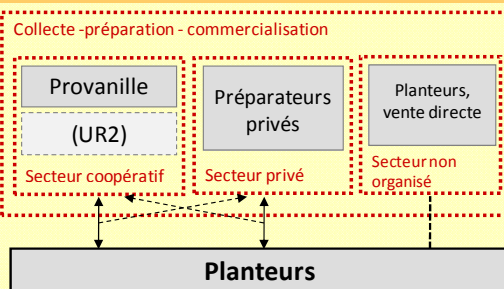 Collecte -préparation - commercialisation
Provanille
(UR2)
Secteur coopératif
Préparateurs
privés
Secteur privé
Planteurs,
vente directe
Secteur non
organisé
Planteurs